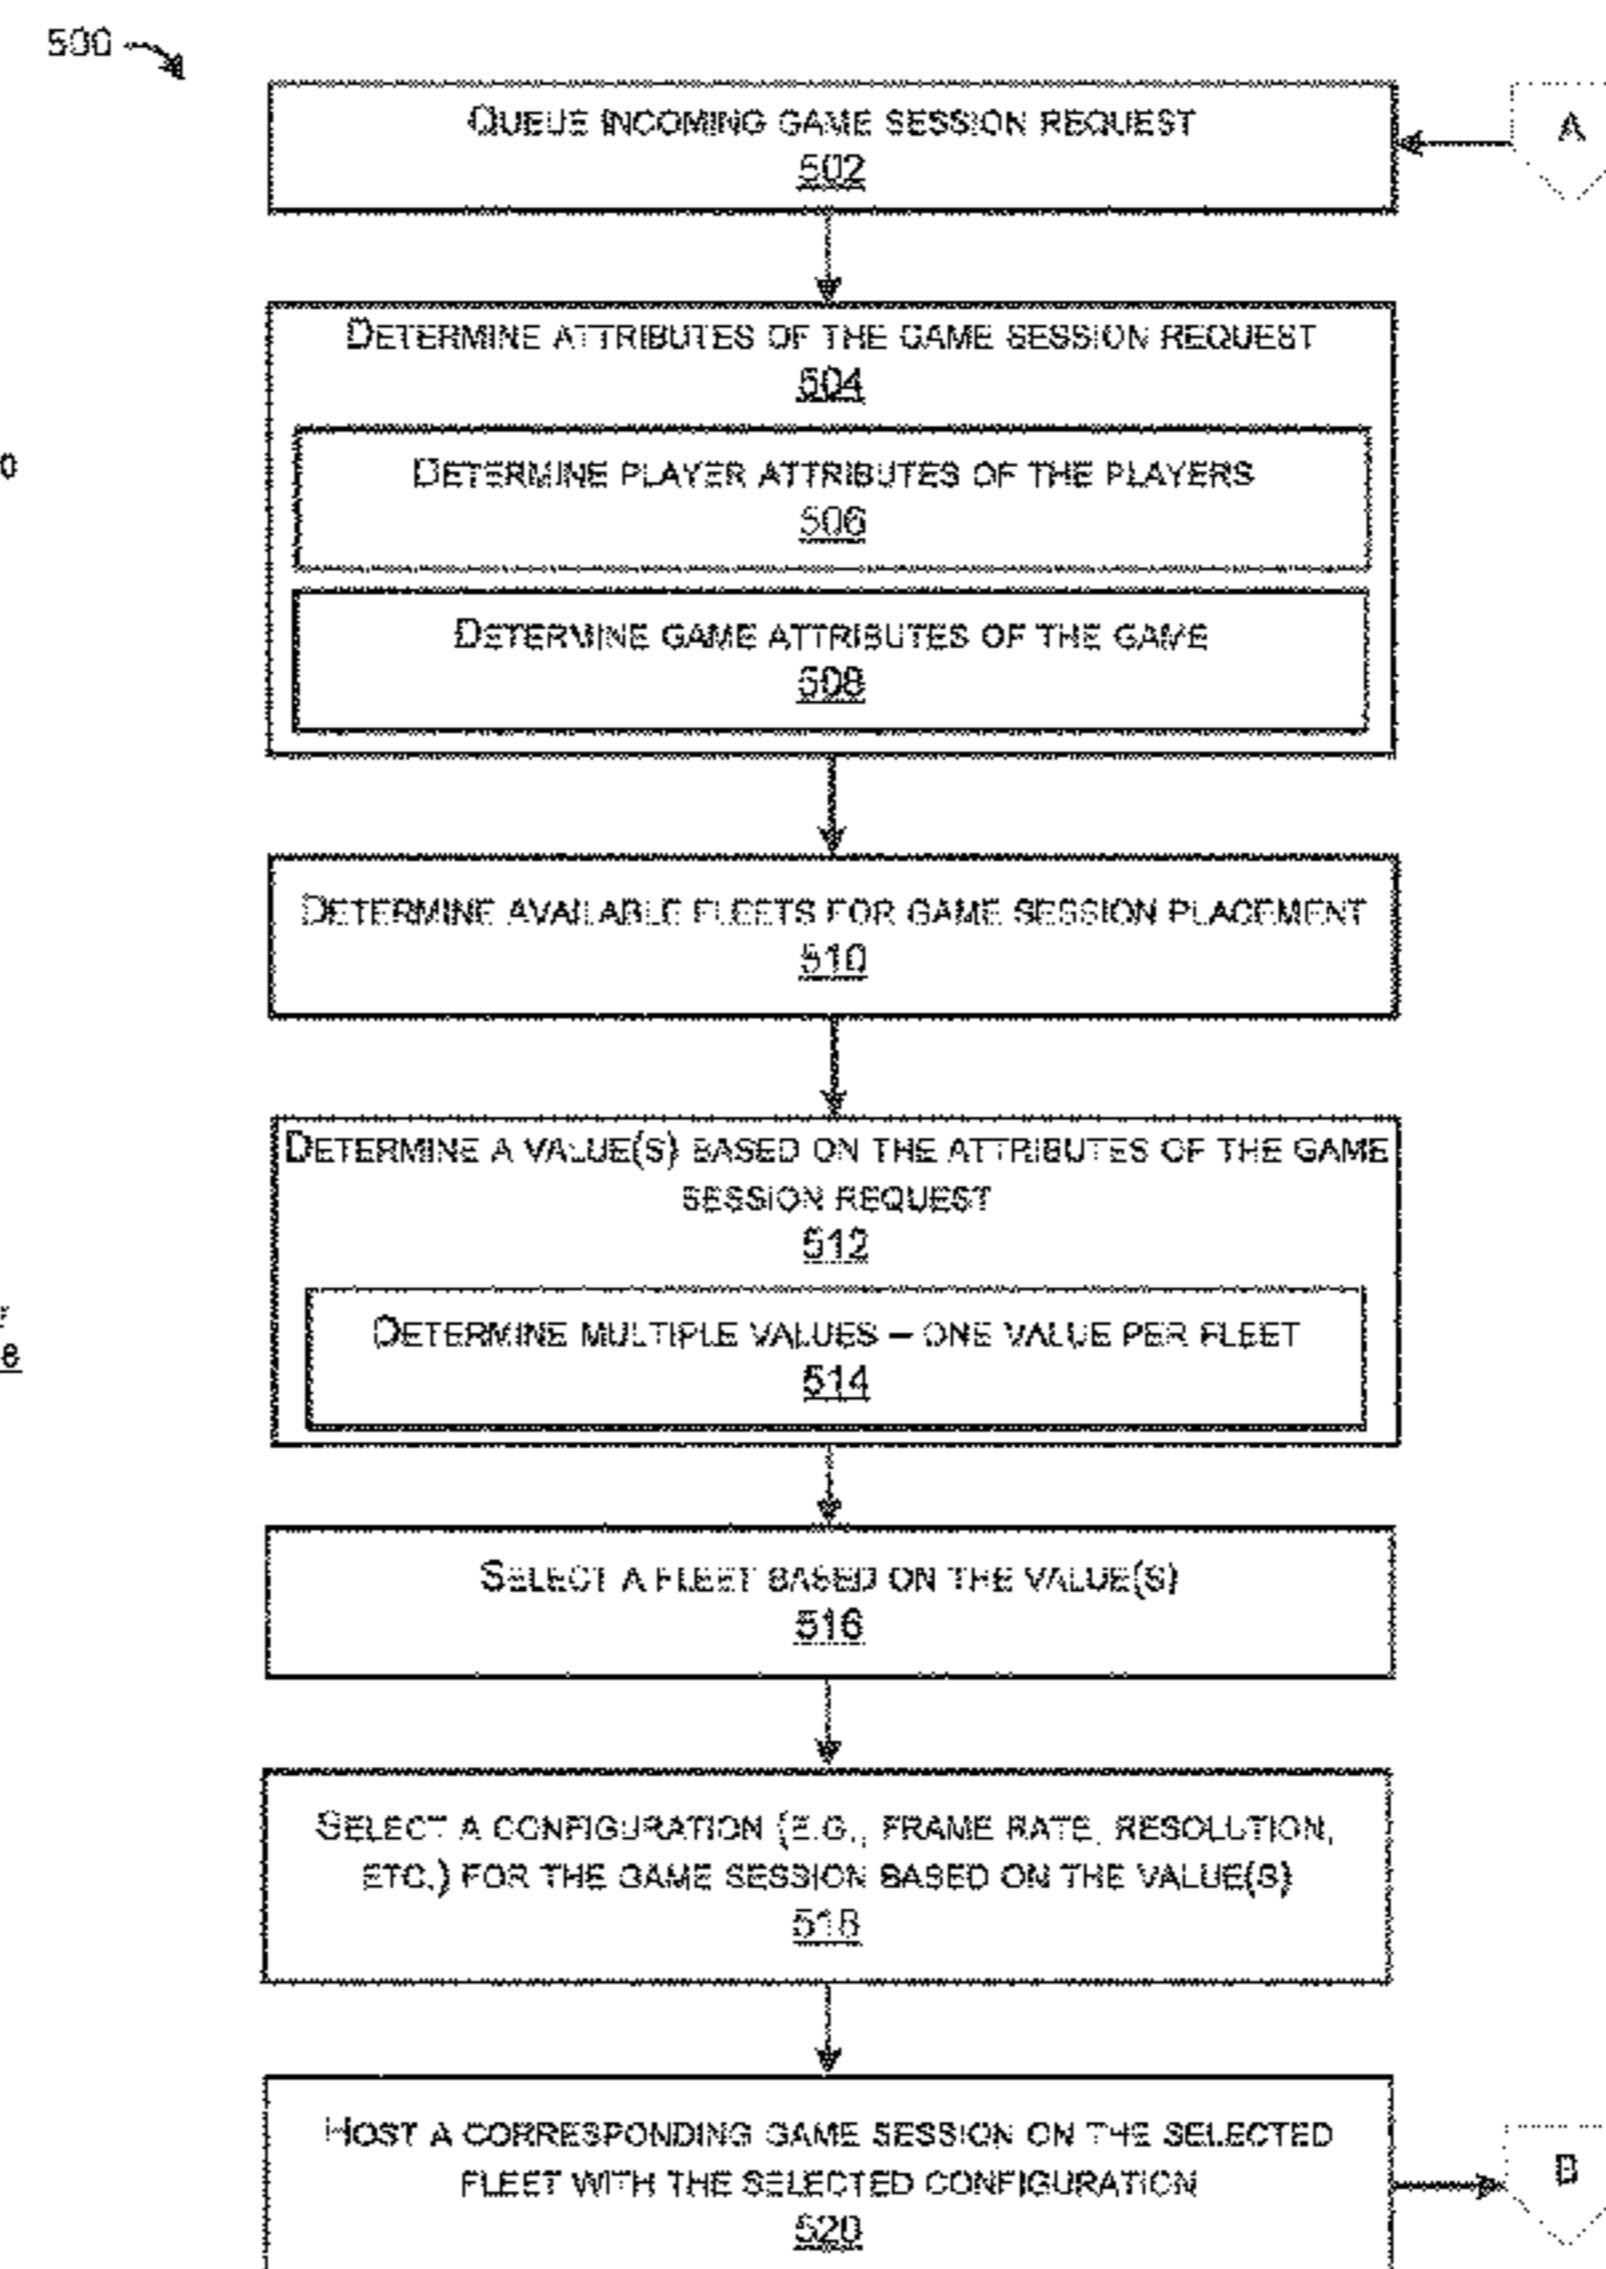 500
QUEUE INCOMING GAME SESSION REQUEST
502
A
DETERMINE ATTRIBUTES OF THE GAME SESSION REQUEST
504
DETERMINE PLAYER ATTRIBUTES OF THE PLAYERS
506
0
DETERMINE GAME ATTRIBUTES OF THE GAME
508
DETERMINE AVAILABLE FLEETS FOR GAME SESSION PLACEMENT
510
DETERMINE A VALUE(S) BASED ON THE ATTRIBUTES OF THE GAME
SESSION REQUEST
512
DETERMINE MULTIPLE VALUES – ONE VALUE PER FLEET
514
8
SELECT A FLEET BASED ON THE VALUE(S)
516
SELECT A CONFIGURATION (E.G., FRAME RATE, RESOLUTION,
ETC.) FOR THE GAME SESSION BASED ON THE VALUE(S)
518
HOST A CORRESPONDING GAME SESSION ON THE SELECTED
FLEET WITH THE SELECTED CONFIGURATION
520
B